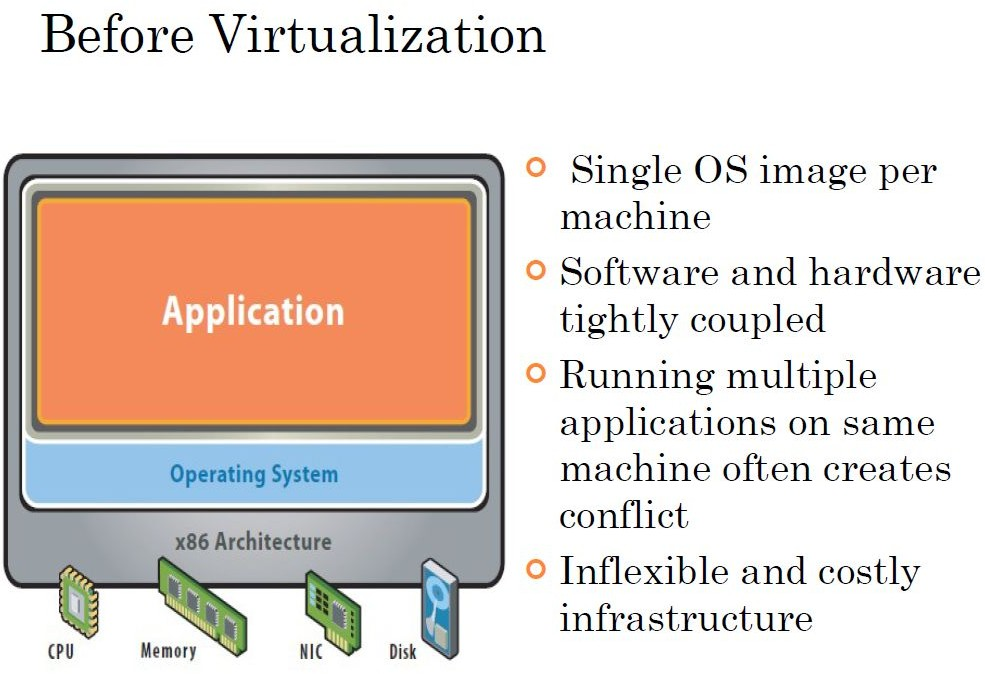 Before Virtualization
Application
Operating System
x86 Architecture
CPU
Memory
NIC
Disk
Single OS image per
machine
Software and hardware
tightly coupled
Running multiple
applications on same
machine often creates
conflict
Inflexible and costly
infrastructure